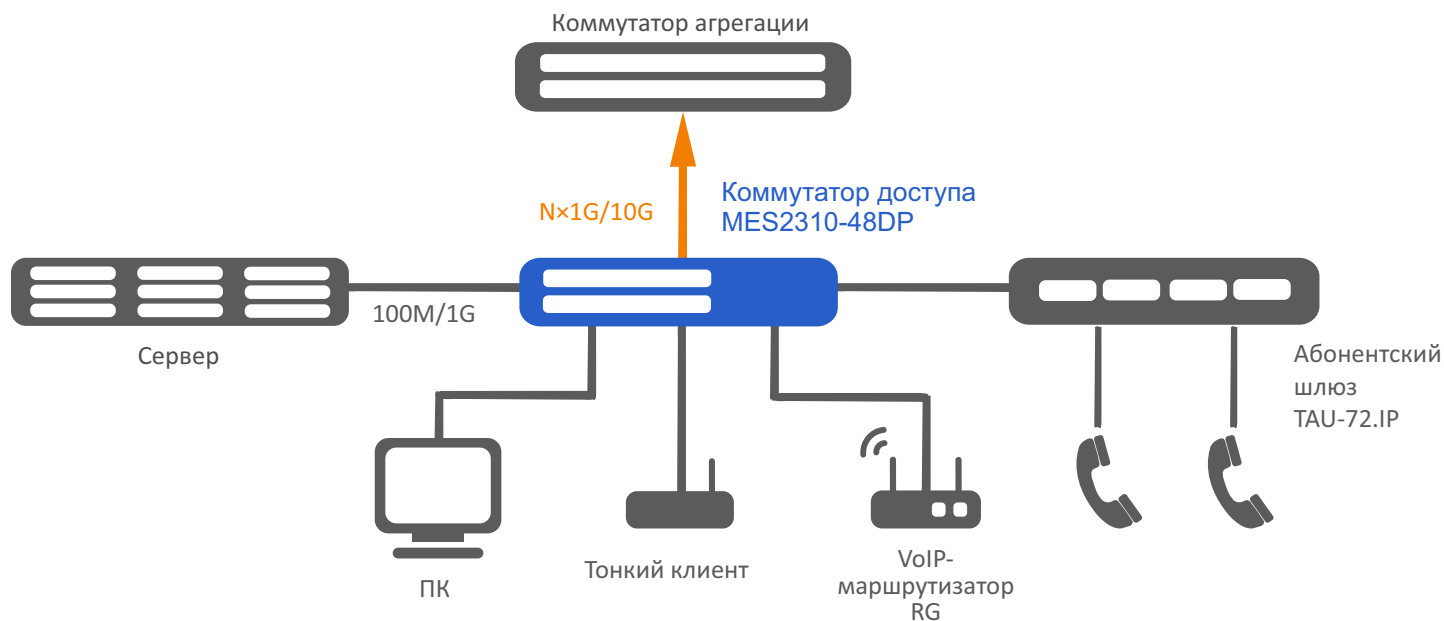 Коммутатор агрегации
N×1G/10G
Коммутатор доступа
MES2310-48DP
100M/1G
Сервер
Абонентский
шлюз
TAU-72.IP
ПК
Тонкий клиент
VoIP-
маршрутизатор
RG